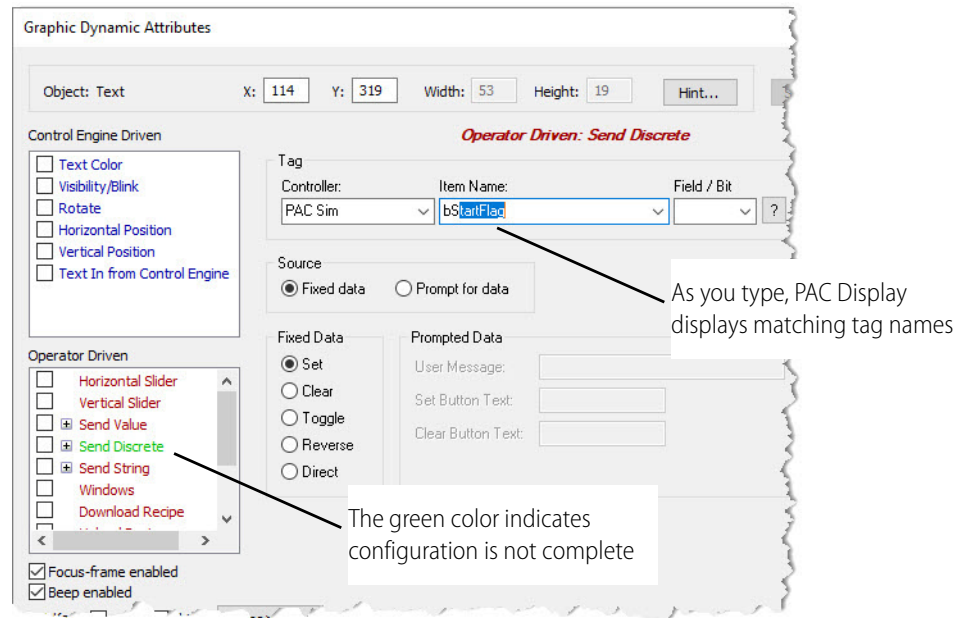 Graphic Dynamic Attributes
Object: Text X: 114 Y: 319 Width: 53 Height: 19 Hint...
Control Engine Driven
Operator Driven: Send Discrete
Text Color
Visibility/Blink
Rotate
Horizontal Position
Vertical Position
Text In from Control Engine
Tag
Controller: Item Name: Field / Bit
PAC Sim bStartFlag ?
As you type, PAC Display
displays matching tag names
Source
Fixed data Prompt for data
Operator Driven
Horizontal Slider
Vertical Slider
Send Value
Send Discrete
Send String
Windows
Download Recipe
Fixed Data
Set
Clear
Toggle
Reverse
Direct
Prompted Data
User Message:
Set Button Text:
Clear Button Text:
The green color indicates
configuration is not complete
Focus-frame enabled
Beep enabled